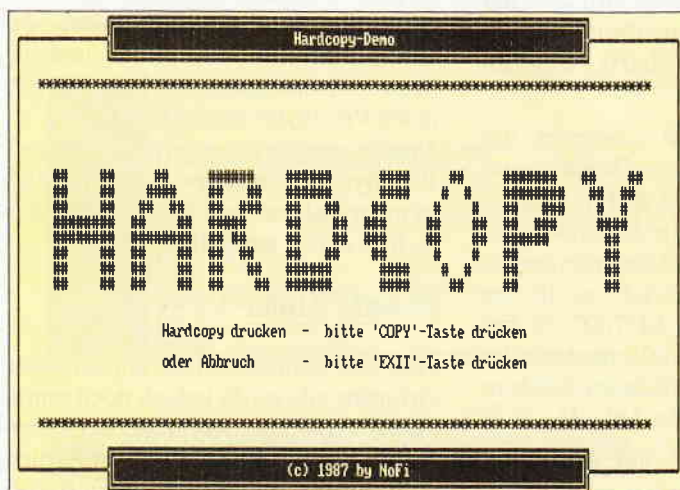 Hardcopy-Demo
********************************************************************************
HARDCOPY
Hardcopy drucken - bitte 'COPY'-Taste drücken
oder Abbruch - bitte 'EXIT'-Taste drücken
********************************************************************************
(c) 1987 by NoFi